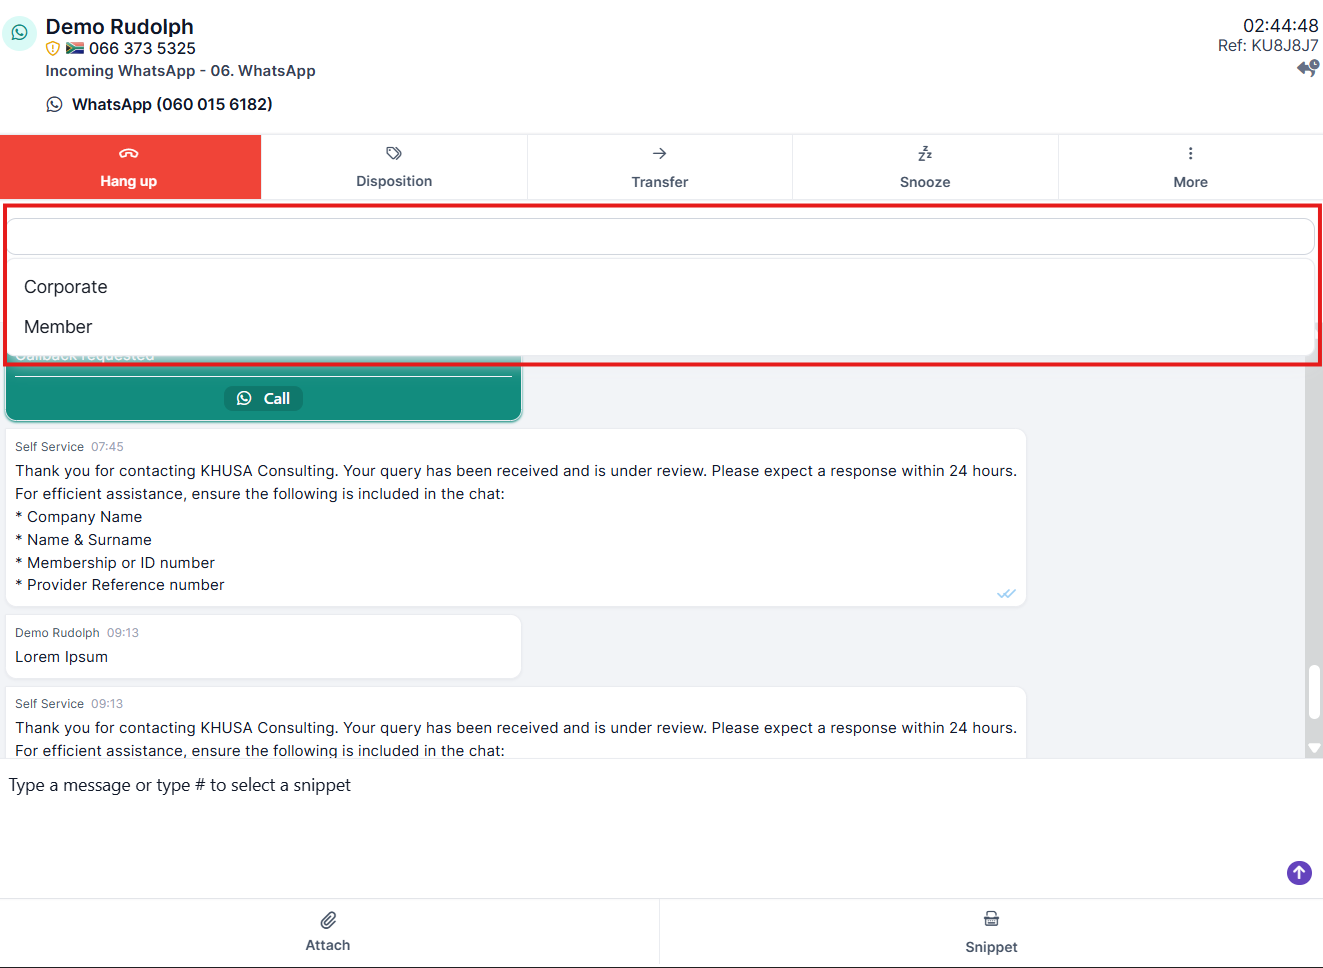 Demo Rudolph
066 373 5325
Incoming WhatsApp - 06. WhatsApp
WhatsApp (060 015 6182)
02:44:48
Ref: KU8J8J7
Hang up
Disposition
Transfer
Snooze
More
Corporate
Member
Callback requested
Call
Self Service 07:45
Thank you for contacting KHUSA Consulting. Your query has been received and is under review. Please expect a response within 24 hours.
For efficient assistance, ensure the following is included in the chat:
* Company Name
* Name & Surname
* Membership or ID number
* Provider Reference number
Demo Rudolph 09:13
Lorem Ipsum
Self Service 09:13
Thank you for contacting KHUSA Consulting. Your query has been received and is under review. Please expect a response within 24 hours.
For efficient assistance, ensure the following is included in the chat:
Type a message or type # to select a snippet
Attach
Snippet